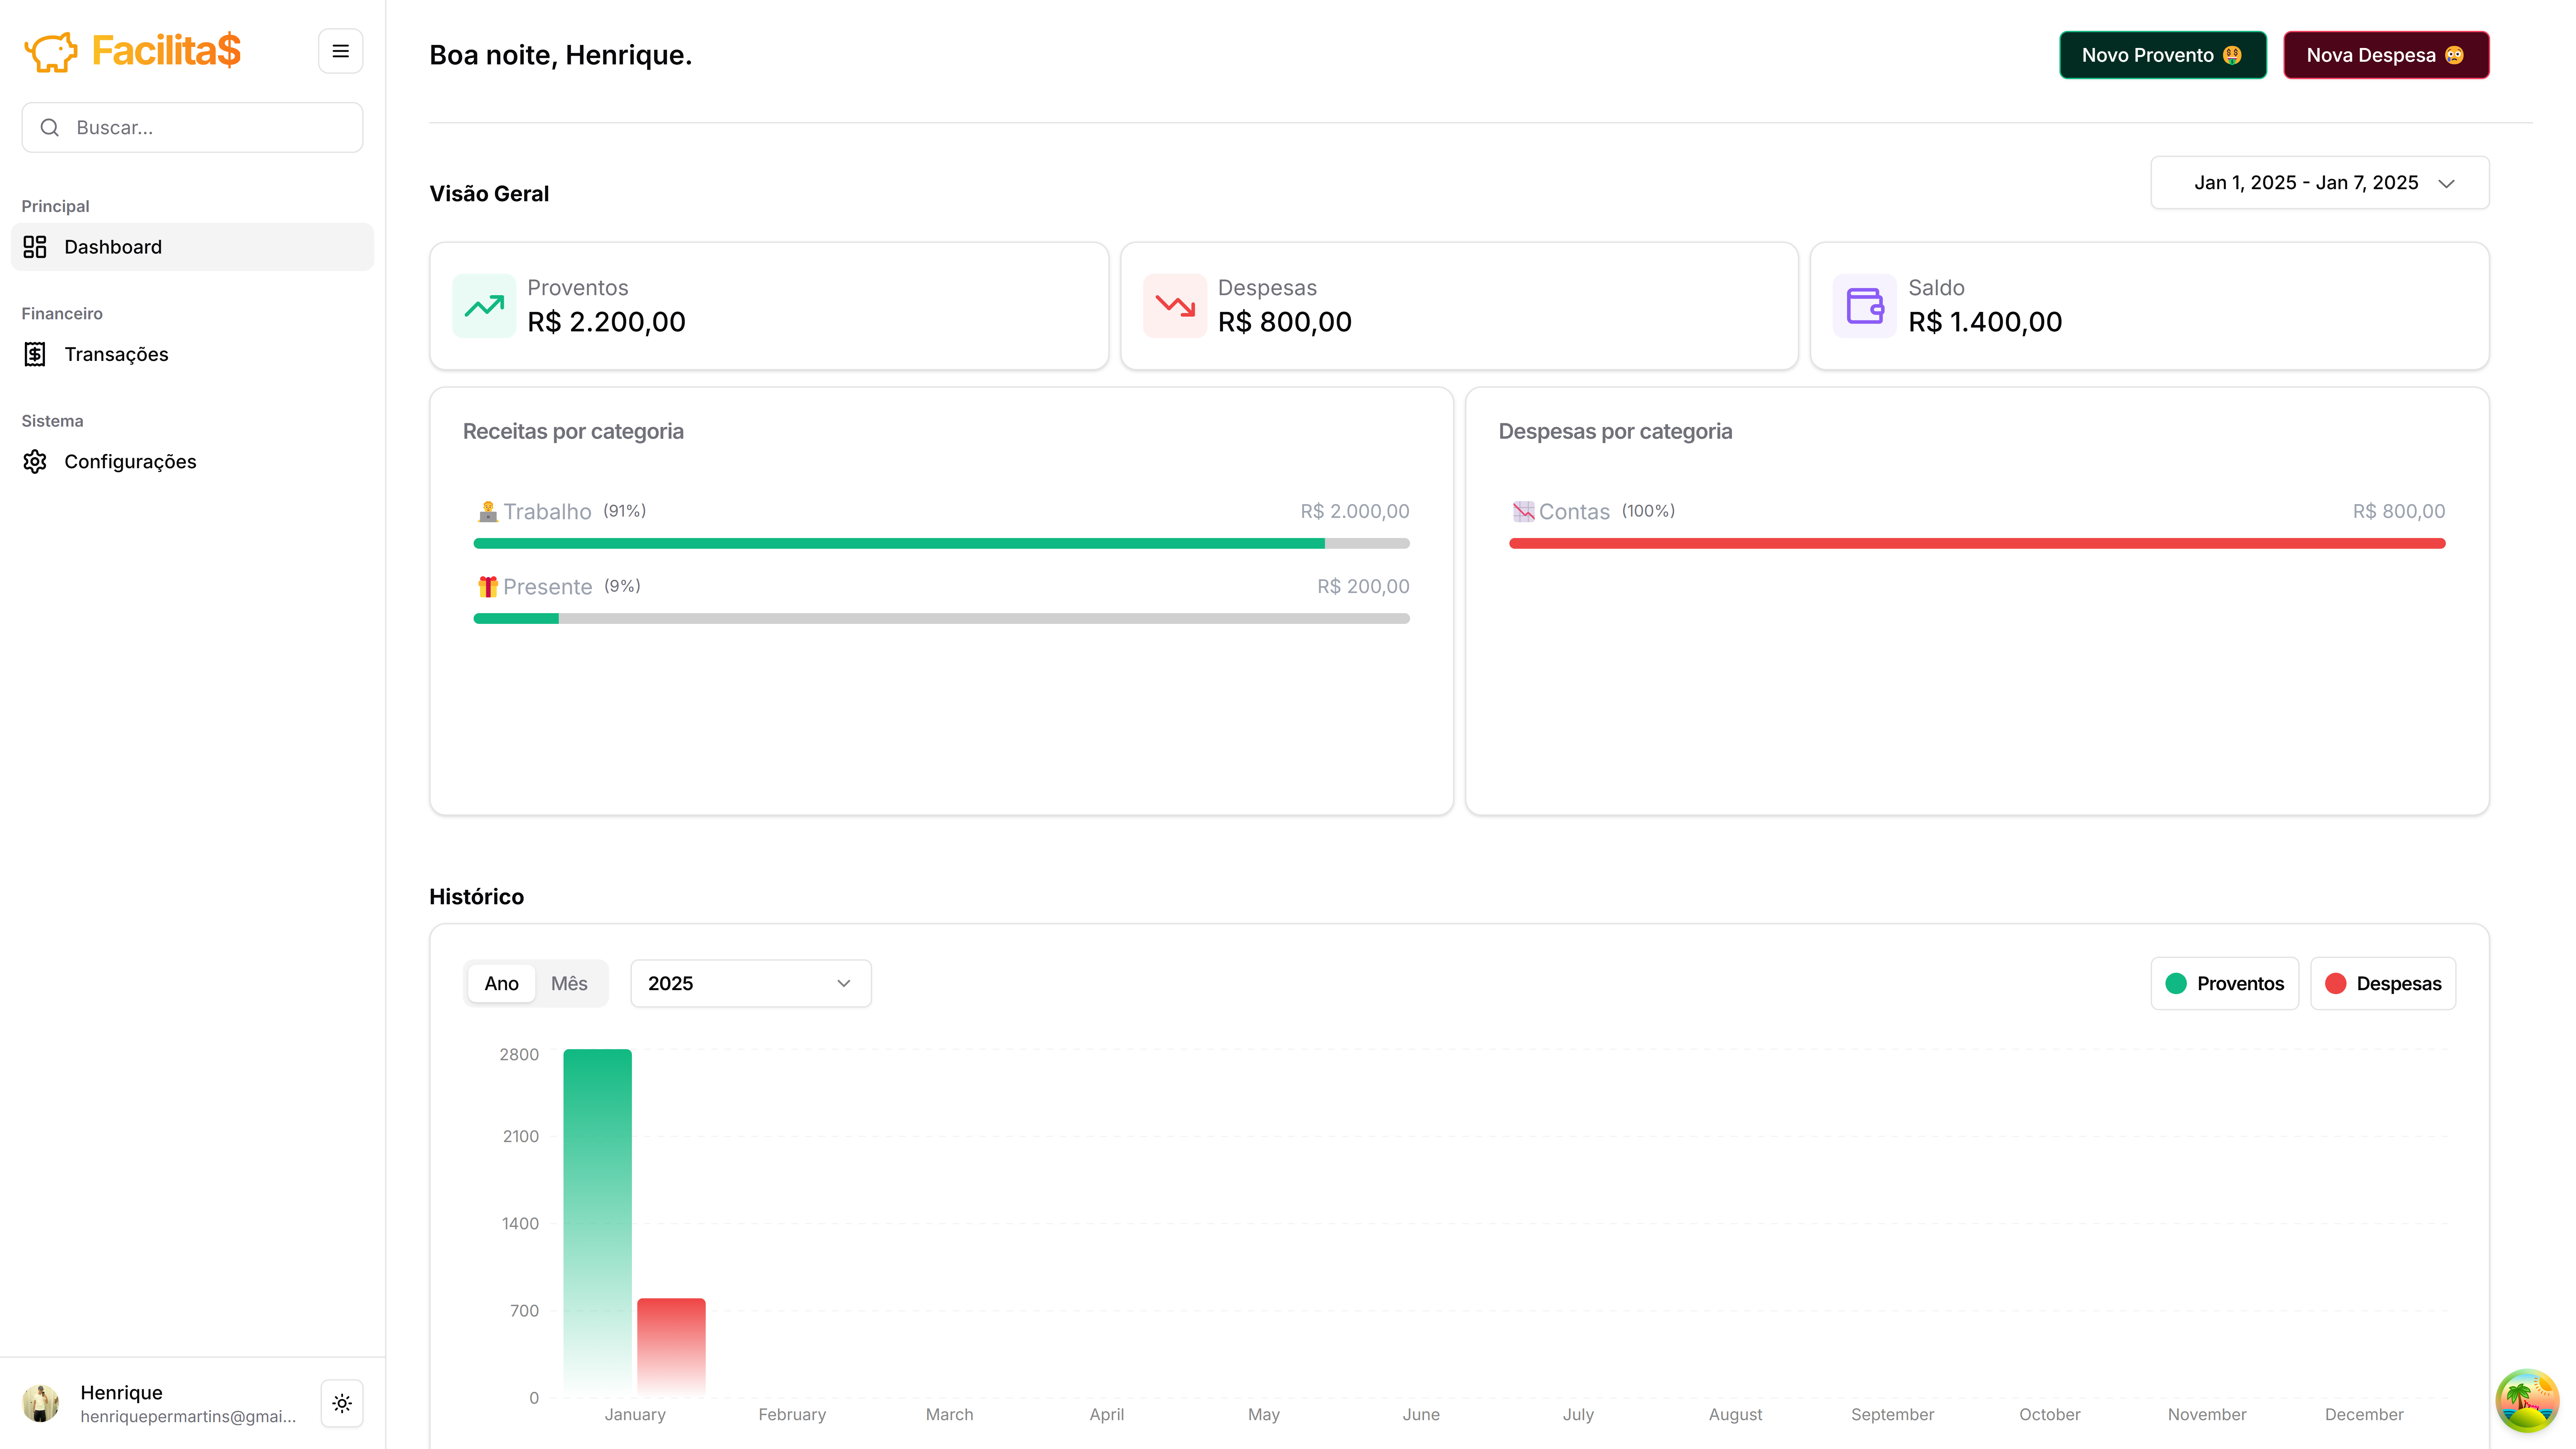 Facilita$
Buscar...
Principal
Dashboard
Financeiro
Transações
Sistema
Configurações
Henrique
henriquepermartins@gmai...
Boa noite, Henrique.
Novo Provento 🤑
Nova Despesa 😰
Visão Geral
Jan 1, 2025 - Jan 7, 2025
Proventos
R$ 2.200,00
Despesas
R$ 800,00
Saldo
R$ 1.400,00
Receitas por categoria
Trabalho (91%) R$ 2.000,00
Presente (9%) R$ 200,00
Despesas por categoria
Contas (100%) R$ 800,00
Histórico
Ano Mês 2025
Proventos Despesas
2800
2100
1400
700
0
January February March April May June July August September October November December